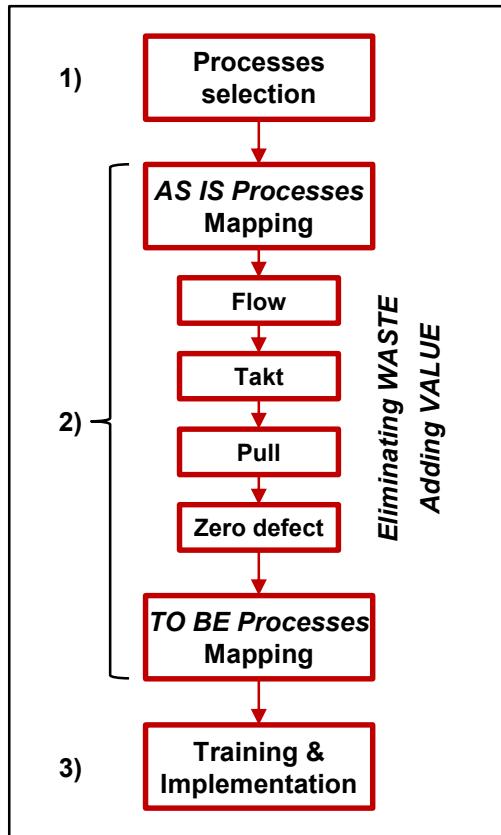 1)
Processes
selection
AS IS Processes
Mapping
Flow
Takt
2)
Pull
Zero defect
Eliminating WASTE
Adding VALUE
TO BE Processes
Mapping
3)
Training &
Implementation